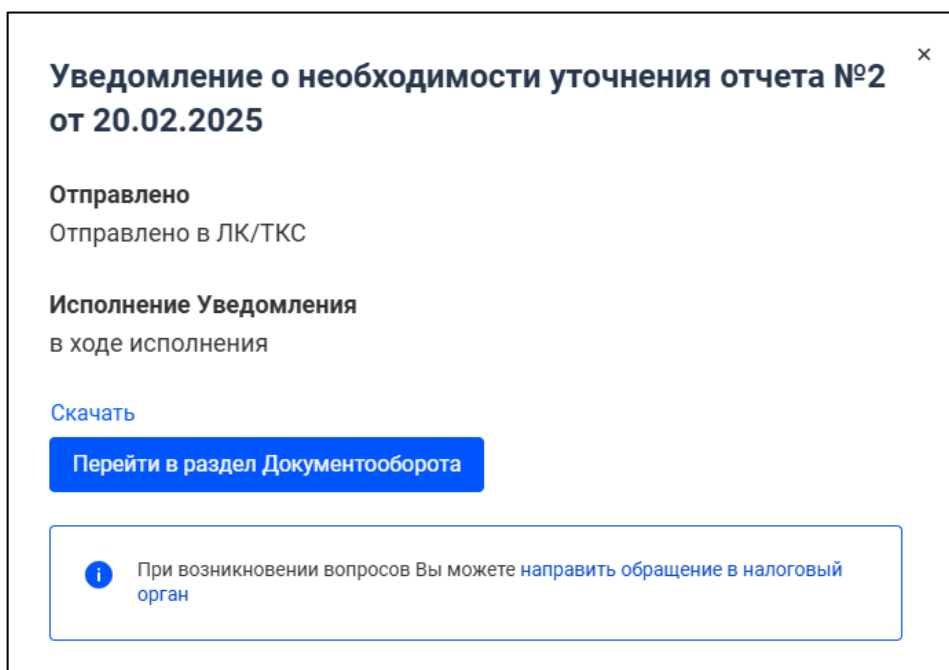 Уведомление о необходимости уточнения отчета №2
от 20.02.2025
Отправлено
Отправлено в ЛК/ТКС
Исполнение Уведомления
в ходе исполнения
Скачать
Перейти в раздел Документооборота
При возникновении вопросов Вы можете направить обращение в налоговый
орган